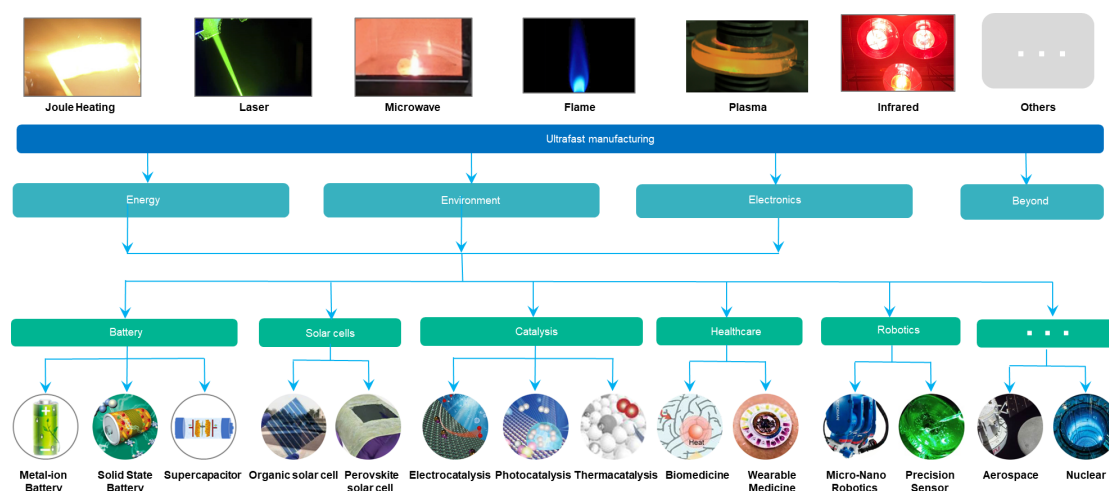 Joule Heating
Laser
Microwave
Flame
Plasma
Infrared
Others
Ultrafast manufacturing
Energy
Environment
Electronics
Beyond
Battery
Solar cells
Catalysis
Healthcare
Robotics
Heat
Metal-ion
Battery
Solid State
Battery
Supercapacitor
Organic solar cell
Perovskite
solar cell
Electrocatalysis
Photocatalysis
Thermacatalysis
Biomedicine
Wearable
Medicine
Micro-Nano
Robotics
Precision
Sensor
Aerospace
Nuclear